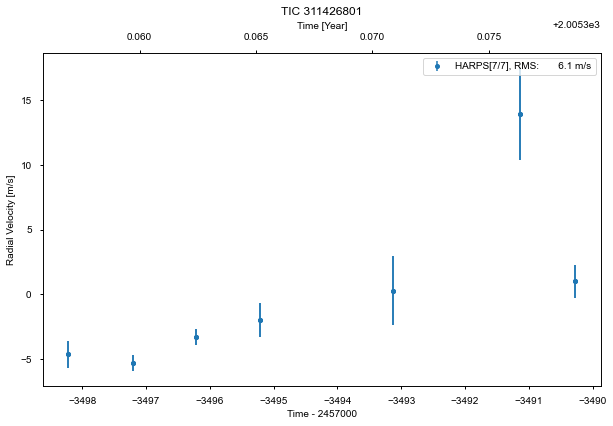 TIC 311426801
Time [Year]
+2.0053e3
0.060 0.065 0.070 0.075
HARPS[7/7], RMS: 6.1 m/s
Radial Velocity [m/s]
15
10
5
0
−5
−3498 −3497 −3496 −3495 −3494 −3493 −3492 −3491 −3490
Time - 2457000